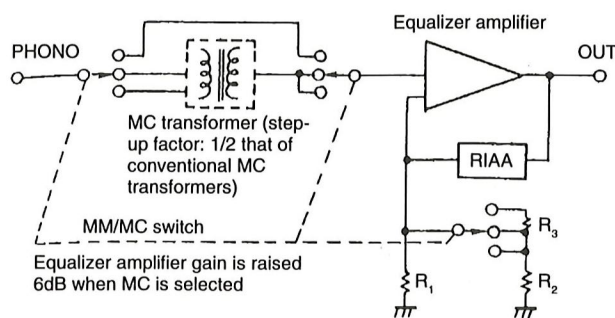 Equalizer amplifier
PHONO
OUT
MC transformer (step-
up factor: 1/2 that of
conventional MC
transformers)
RIAA
MM/MC switch
R3
Equalizer amplifier gain is raised
6dB when MC is selected
R1
R2